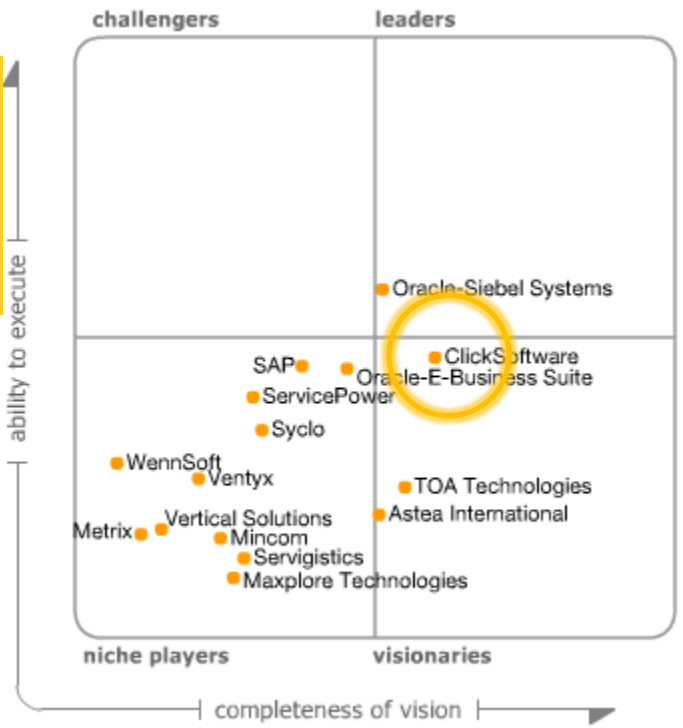 challengers
leaders
ability to execute
Oracle-Siebel Systems
ClickSoftware
SAP
Oracle-E-Business Suite
ServicePower
Syclo
WennSoft
Ventyx
TOA Technologies
Astea International
Vertical Solutions
Metrix
Mincom
Servigistics
Maxplore Technologies
niche players
visionaries
completeness of vision